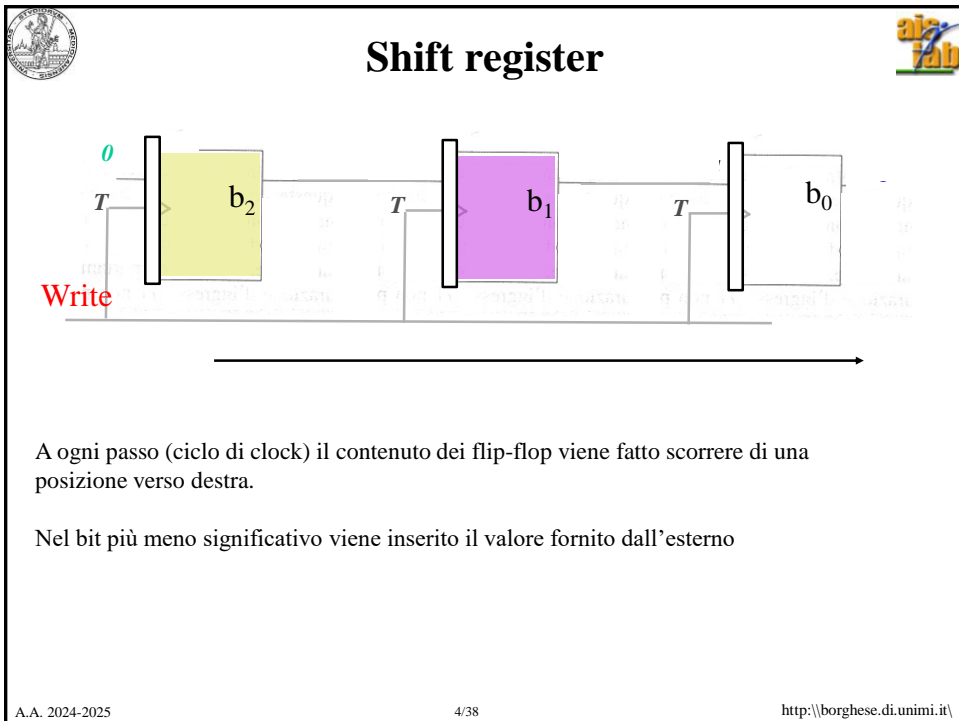 Shift register
0
T
b2
T
b1
T
b0
Write
A ogni passo (ciclo di clock) il contenuto dei flip-flop viene fatto scorrere di una
posizione verso destra.
Nel bit più meno significativo viene inserito il valore fornito dall'esterno
A.A. 2024-2025
4/38
http:\\borghese.di.unimi.it\